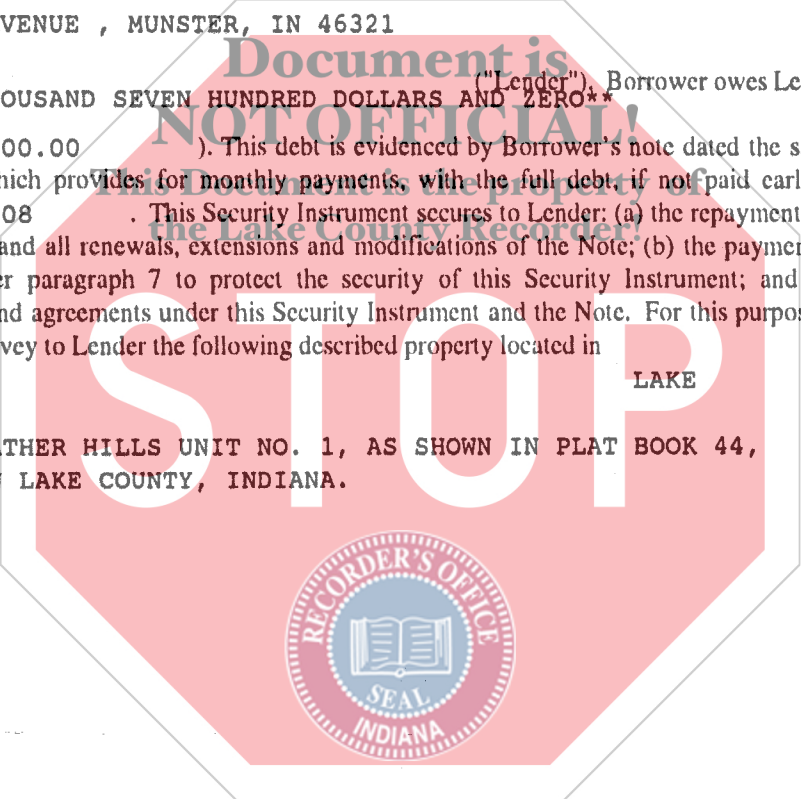 VENUE , MUNSTER, IN 46321
Document is
("Lender"). Borrower owes Le
OUSAND SEVEN HUNDRED DOLLARS AND ZERO**
NOT OFFICIAL!
00.00 ). This debt is evidenced by Borrower's note dated the s
hich provides for monthly payments, with the full debt, if not paid carl
This Document is the property of
08 . This Security Instrument secures to Lender: (a) the repayment
the Lake County Recorder!
and all renewals, extensions and modifications of the Note; (b) the paymen
er paragraph 7 to protect the security of this Security Instrument; and
nd agreements under this Security Instrument and the Note. For this purpos
vey to Lender the following described property located in
LAKE
STOP
ATHER HILLS UNIT NO. 1, AS SHOWN IN PLAT BOOK 44,
LAKE COUNTY, INDIANA.
RECORDER'S OFFICE
SEAL
INDIANA